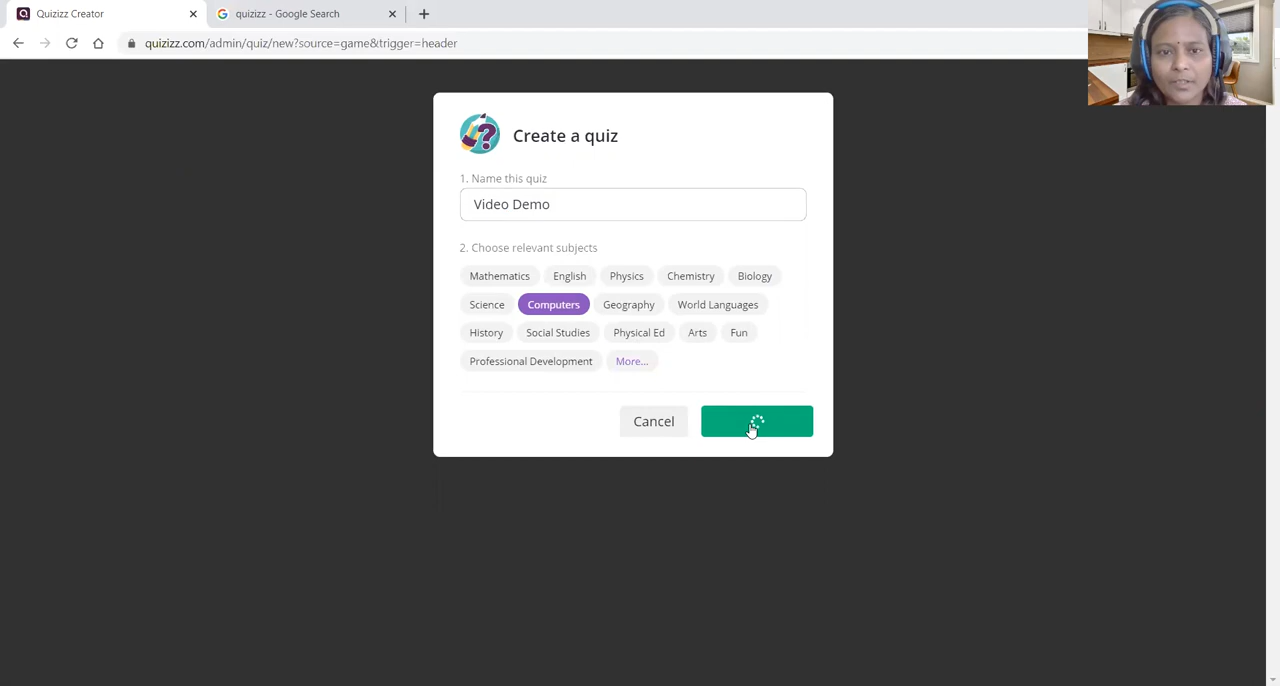 Quizizz Creator
quizizz - Google Search
quizizz.com/admin/quiz/new?source=game&trigger=header
Create a quiz
1. Name this quiz
Video Demo
2. Choose relevant subjects
Mathematics English Physics Chemistry Biology
Science Computers Geography World Languages
History Social Studies Physical Ed Arts Fun
Professional Development More...
Cancel